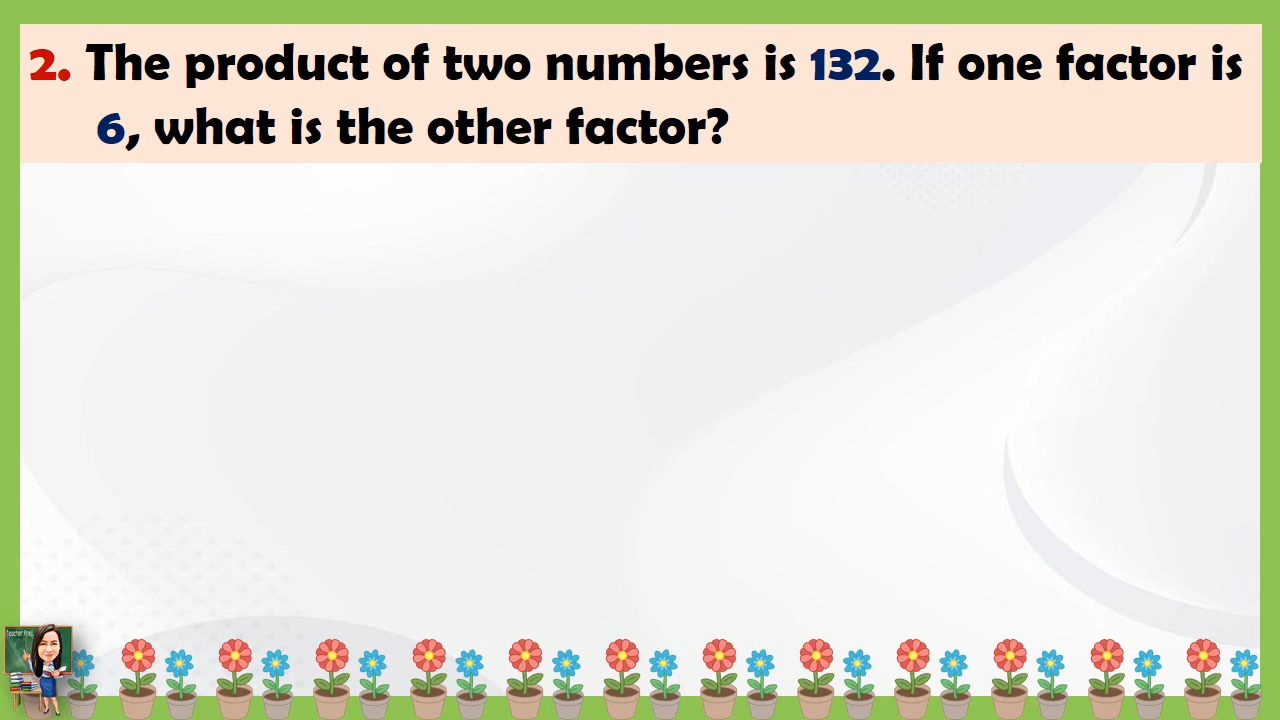 2. The product of two numbers is 132. If one factor is
6, what is the other factor?